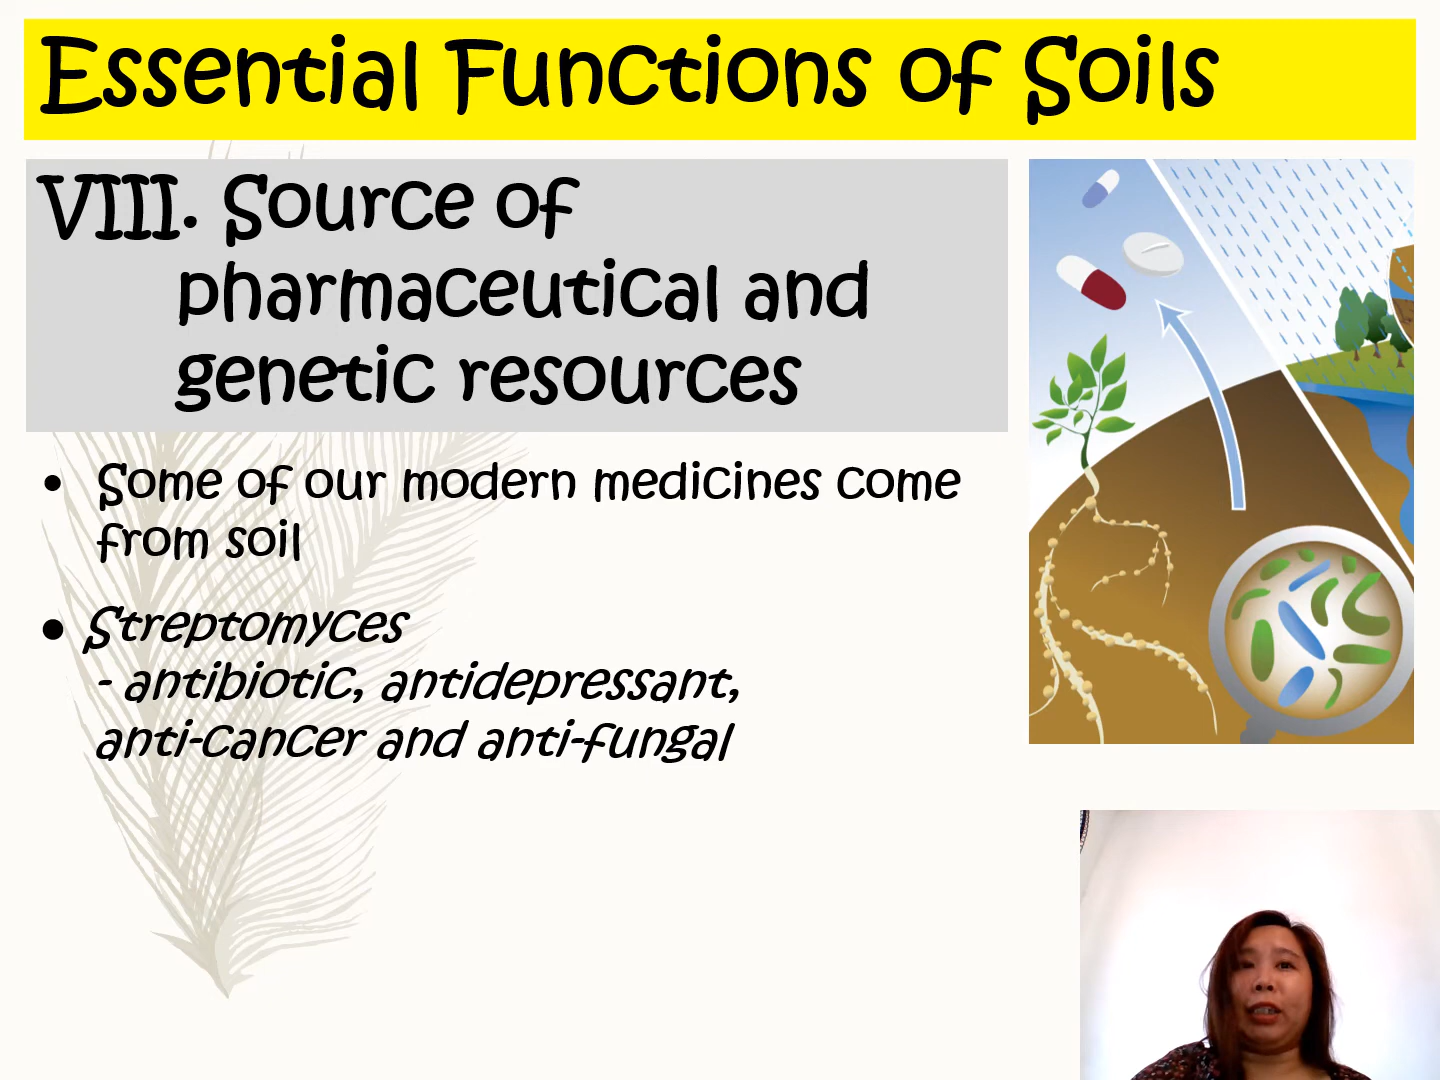 Essential Functions of Soils
VIII. Source of
pharmaceutical and
genetic resources
• Some of our modern medicines come
from soil
• Streptomyces
- antibiotic, antidepressant,
anti-cancer and anti-fungal